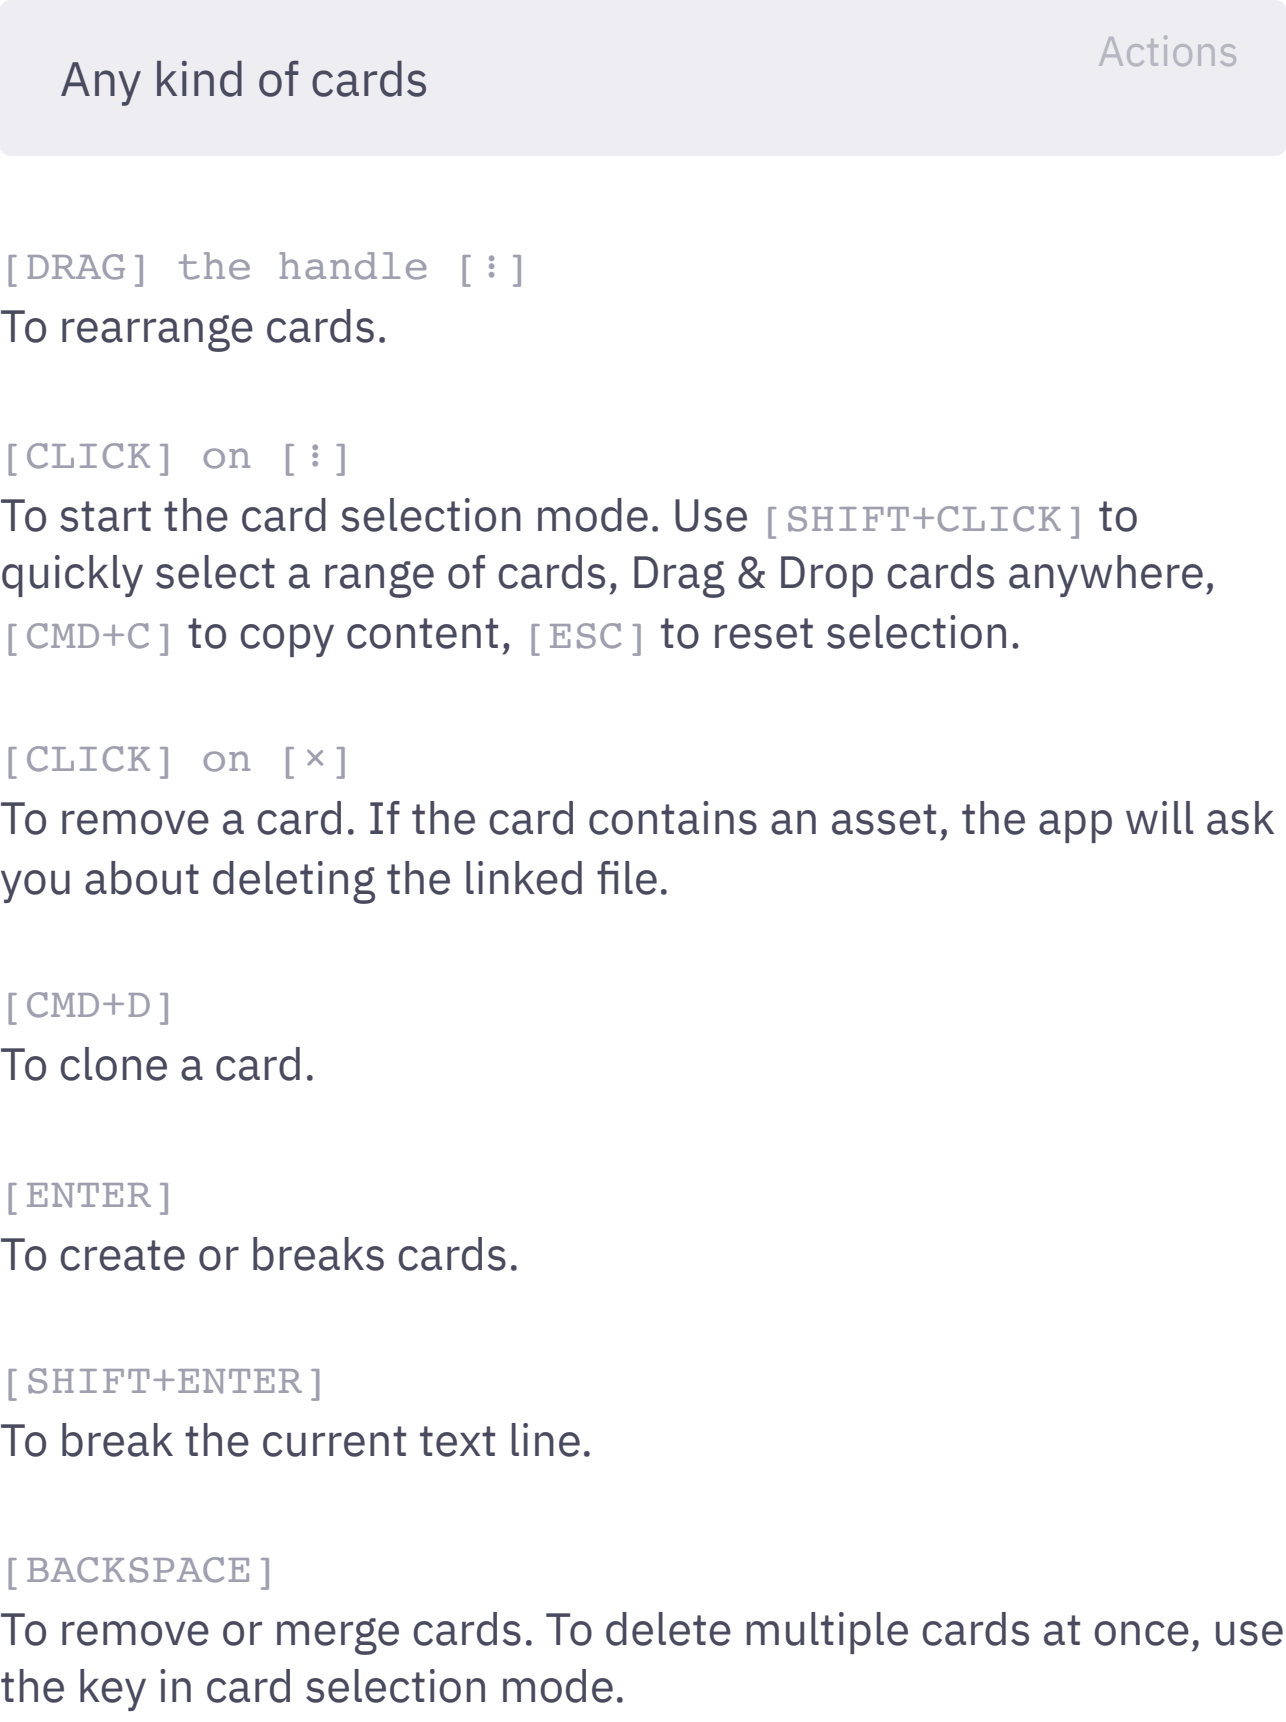 Actions
Any kind of cards
[DRAG] the handle [⋮]
To rearrange cards.
[CLICK] on [⋮]
To start the card selection mode. Use [SHIFT+CLICK] to
quickly select a range of cards, Drag & Drop cards anywhere,
[CMD+C] to copy content, [ESC] to reset selection.
[CLICK] on [×]
To remove a card. If the card contains an asset, the app will ask
you about deleting the linked file.
[CMD+D]
To clone a card.
[ENTER]
To create or breaks cards.
[SHIFT+ENTER]
To break the current text line.
[BACKSPACE]
To remove or merge cards. To delete multiple cards at once, use
the key in card selection mode.